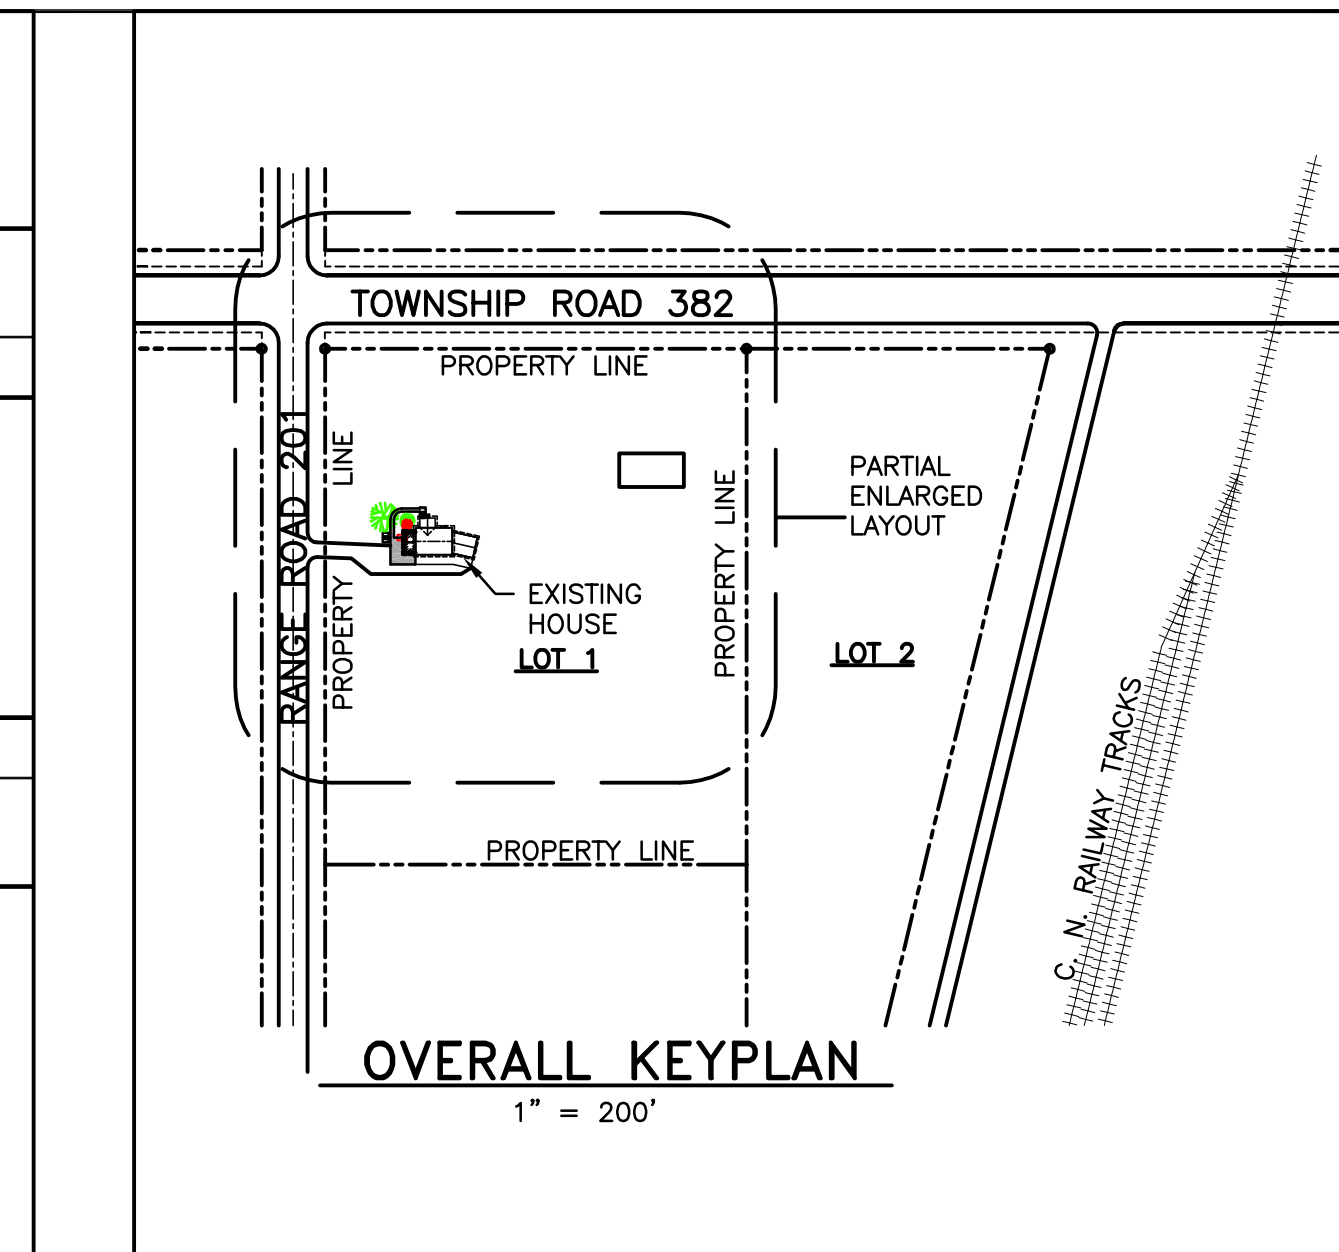 TOWNSHIP ROAD 382
PROPERTY LINE
RANGE ROAD 201
PROPERTY LINE
PROPERTY LINE
PARTIAL
ENLARGED
LAYOUT
EXISTING
HOUSE
LOT 1
LOT 2
C. N. RAILWAY TRACKS
PROPERTY LINE
OVERALL KEYPLAN
1" = 200'